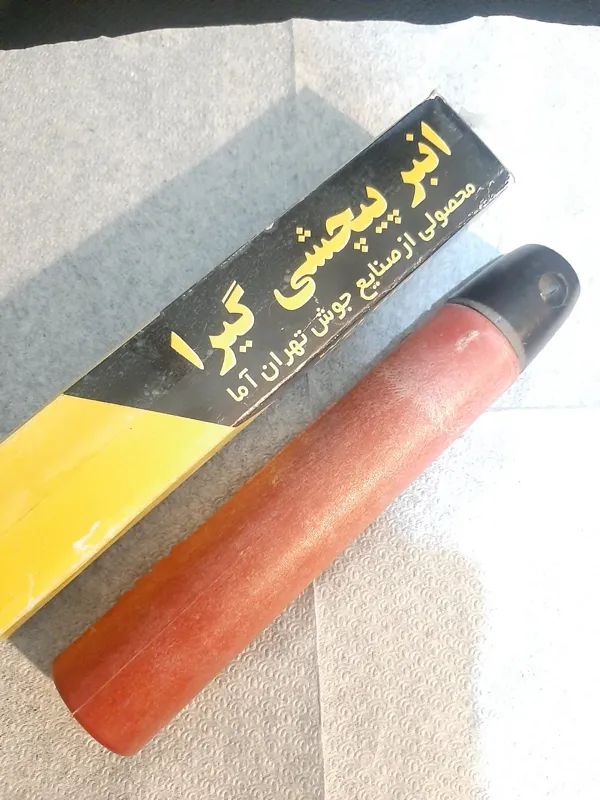 انبر پیچشی گیرا
محصولی از صنایع جوش تهران آما